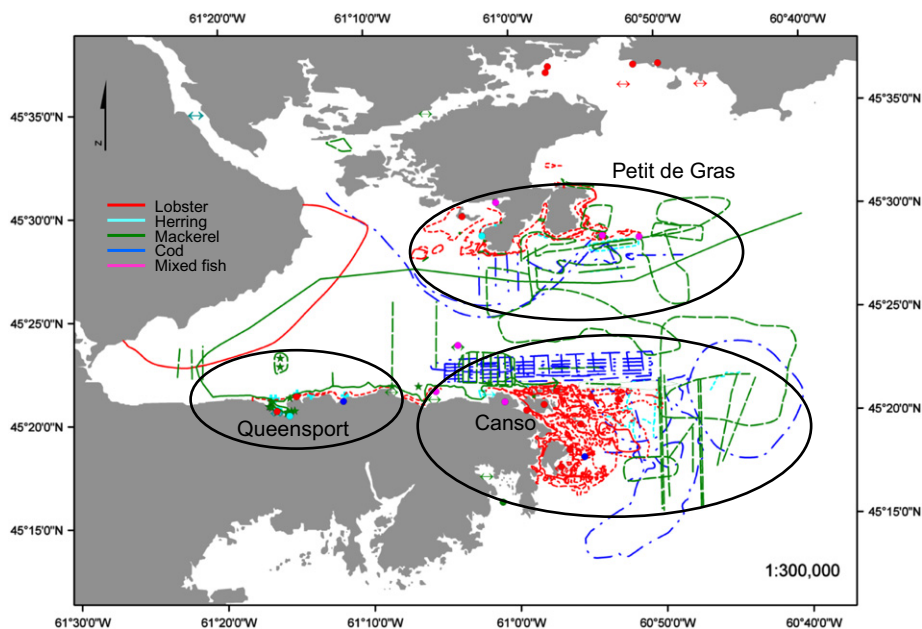 61°20'0"W 61°10'0"W 61°0'0"W 60°50'0"W 60°40'0"W
45°35'0"N
45°30'0"N
45°25'0"N
45°20'0"N
45°15'0"N
N
Lobster
Herring
Mackerel
Cod
Mixed fish
Petit de Gras
Queensport
Canso
45°35'0"N
45°30'0"N
45°25'0"N
45°20'0"N
45°15'0"N
1:300,000
61°30'0"W 61°20'0"W 61°10'0"W 61°0'0"W 60°50'0"W 60°40'0"W